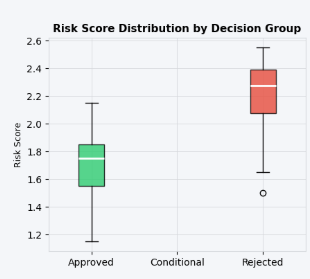 Risk Score Distribution by Decision Group
Risk Score
2.6
2.4
2.2
2.0
1.8
1.6
1.4
1.2
Approved
Conditional
Rejected